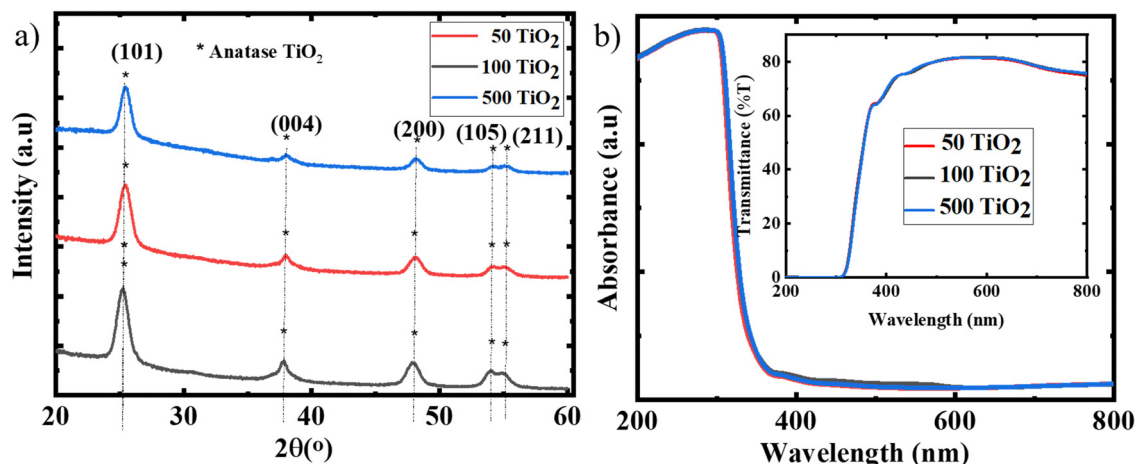 a)
(101)
* Anatase TiO₂
50 TiO₂
100 TiO₂
500 TiO₂
(004)
(200)
(105)
(211)
Intensity (a.u)
20
30
40
50
60
2θ(°)
b)
Absorbance (a.u)
200
400
600
800
Wavelength (nm)
Transmittance (%T)
80
60
40
20
0
50 TiO₂
100 TiO₂
500 TiO₂
200
400
600
800
Wavelength (nm)